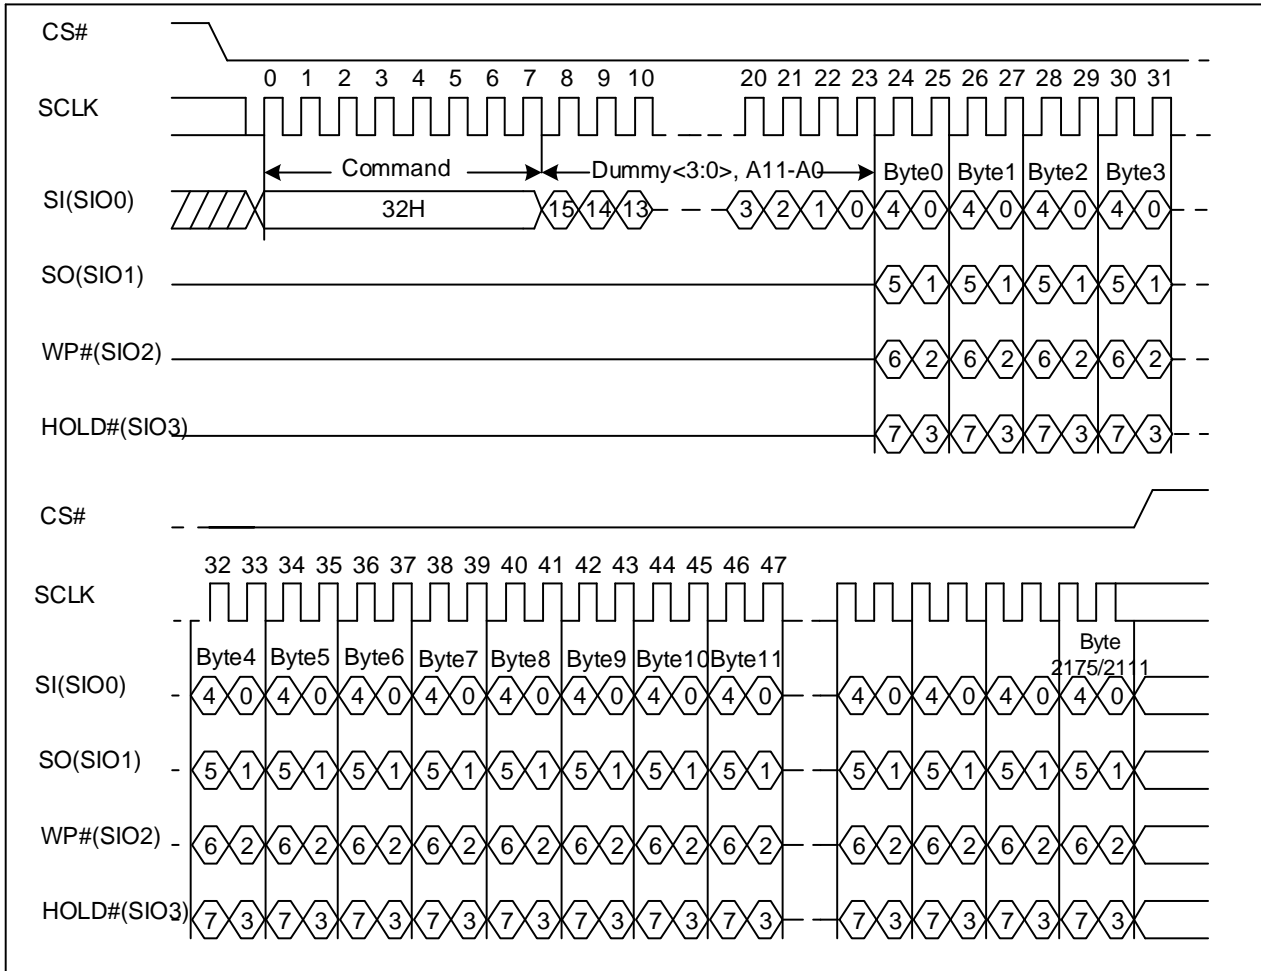 CS#
0 1 2 3 4 5 6 7 8 9 10 20 21 22 23 24 25 26 27 28 29 30 31
SCLK
Command Dummy<3:0>, A11-A0 Byte0 Byte1 Byte2 Byte3
SI(SIO0) 32H 15 14 13 3 2 1 0 4 0 4 0 4 0 4 0
SO(SIO1) 5 1 5 1 5 1 5 1
WP#(SIO2) 6 2 6 2 6 2 6 2
HOLD#(SIO3) 7 3 7 3 7 3 7 3
CS#
32 33 34 35 36 37 38 39 40 41 42 43 44 45 46 47
SCLK
Byte4 Byte5 Byte6 Byte7 Byte8 Byte9 Byte10 Byte11 Byte
2175/2111
SI(SIO0) 4 0 4 0 4 0 4 0 4 0 4 0 4 0 4 0 4 0 4 0 4 0 4 0
SO(SIO1) 5 1 5 1 5 1 5 1 5 1 5 1 5 1 5 1 5 1 5 1 5 1 5 1
WP#(SIO2) 6 2 6 2 6 2 6 2 6 2 6 2 6 2 6 2 6 2 6 2 6 2 6 2
HOLD#(SIO3) 7 3 7 3 7 3 7 3 7 3 7 3 7 3 7 3 7 3 7 3 7 3 7 3